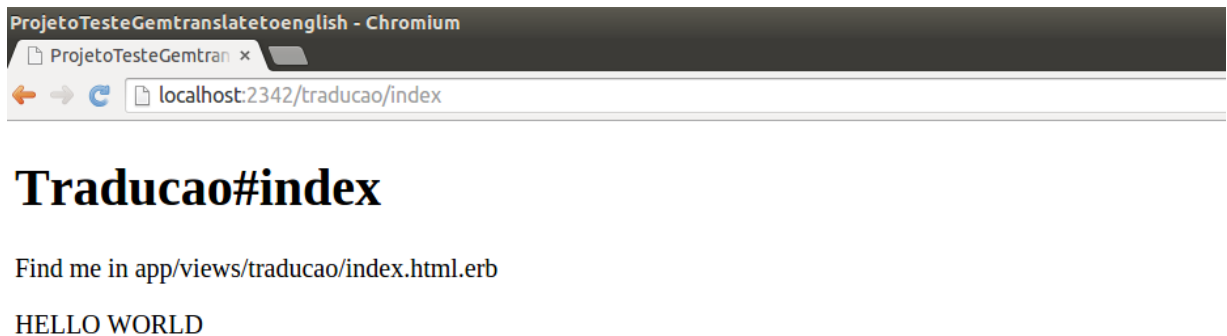 ProjetoTesteGemtranslatetoenglish - Chromium
ProjetoTesteGemtran
localhost:2342/traducao/index
Traducao#index
Find me in app/views/traducao/index.html.erb
HELLO WORLD